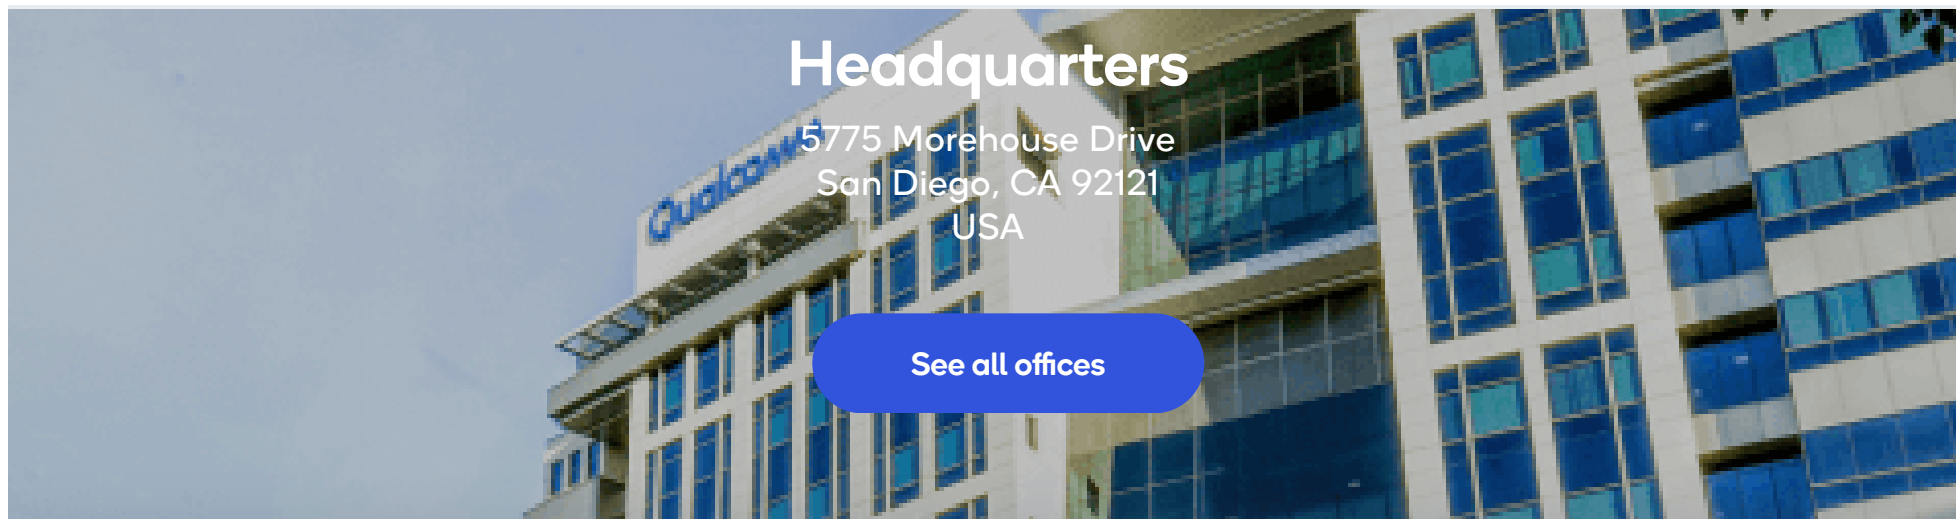 Headquarters
Qualcomm
5775 Morehouse Drive
San Diego, CA 92121
USA
See all offices